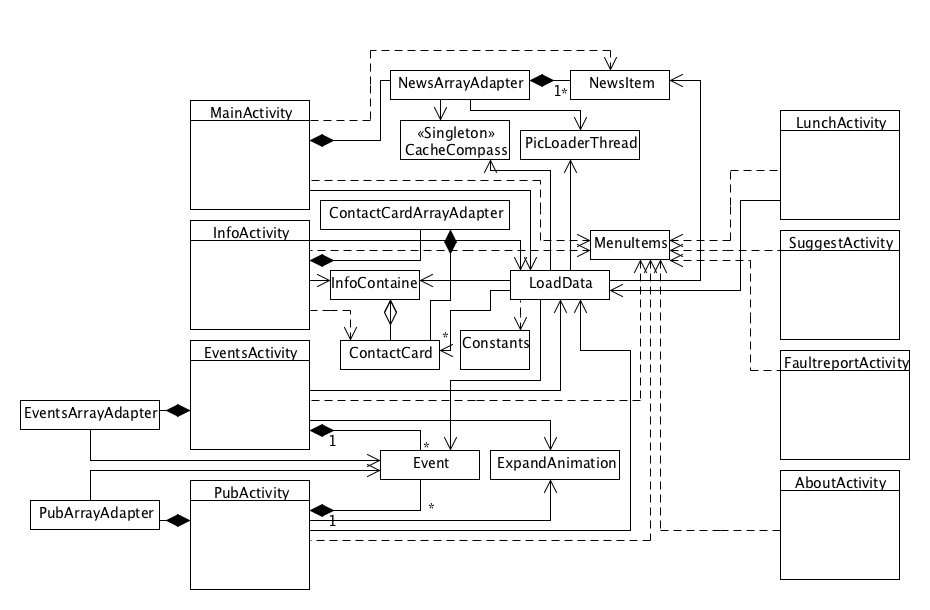 NewsArrayAdapter
1*
NewsItem
MainActivity
«Singleton»
CacheCompass
PicLoaderThread
LunchActivity
ContactCardArrayAdapter
InfoActivity
MenuItems
SuggestActivity
InfoContaine
LoadData
*
Constants
ContactCard
EventsActivity
FaultreportActivity
EventsArrayAdapter
1
*
Event
ExpandAnimation
AboutActivity
PubActivity
PubArrayAdapter
*
1